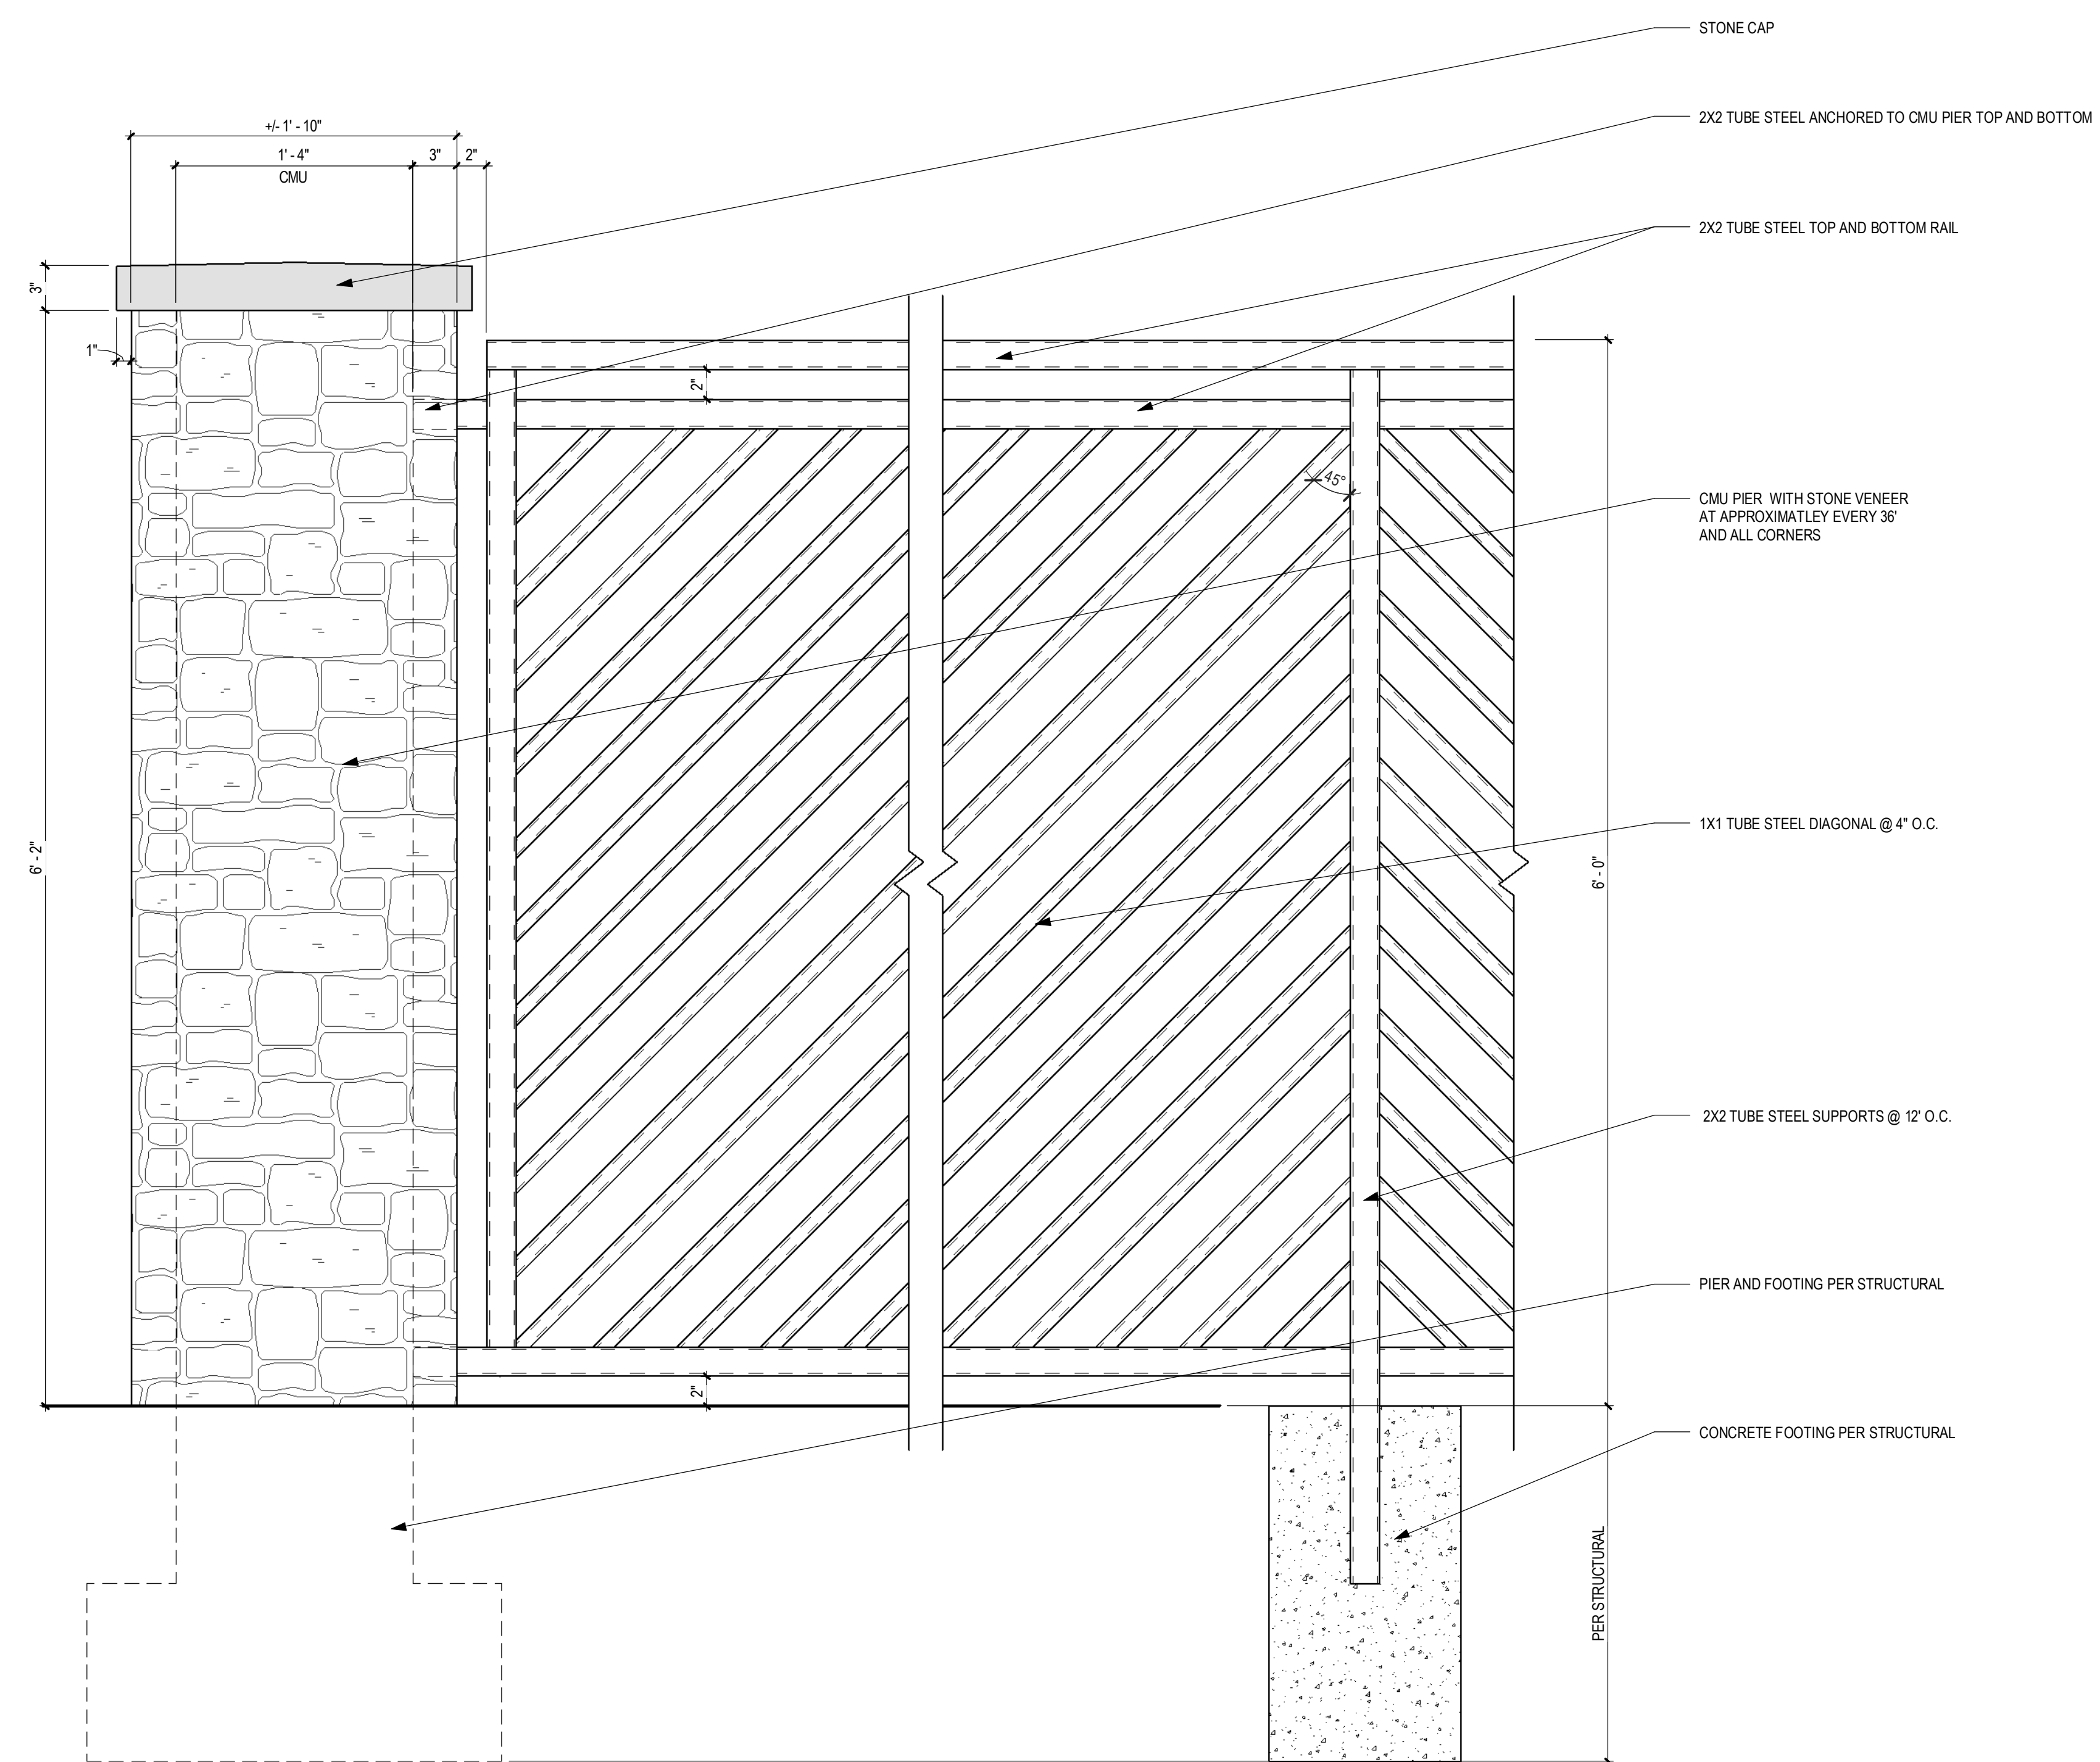 STONE CAP
2X2 TUBE STEEL ANCHORED TO CMU PIER TOP AND BOTTOM
+/- 1' - 10"
1' - 4"
3"
2"
CMU
2X2 TUBE STEEL TOP AND BOTTOM RAIL
3"
1"
2"
45°
CMU PIER WITH STONE VENEER
AT APPROXIMATLEY EVERY 36'
AND ALL CORNERS
1X1 TUBE STEEL DIAGONAL @ 4" O.C.
6' - 2"
6' - 0"
2X2 TUBE STEEL SUPPORTS @ 12' O.C.
PIER AND FOOTING PER STRUCTURAL
2"
CONCRETE FOOTING PER STRUCTURAL
PER STRUCTURAL